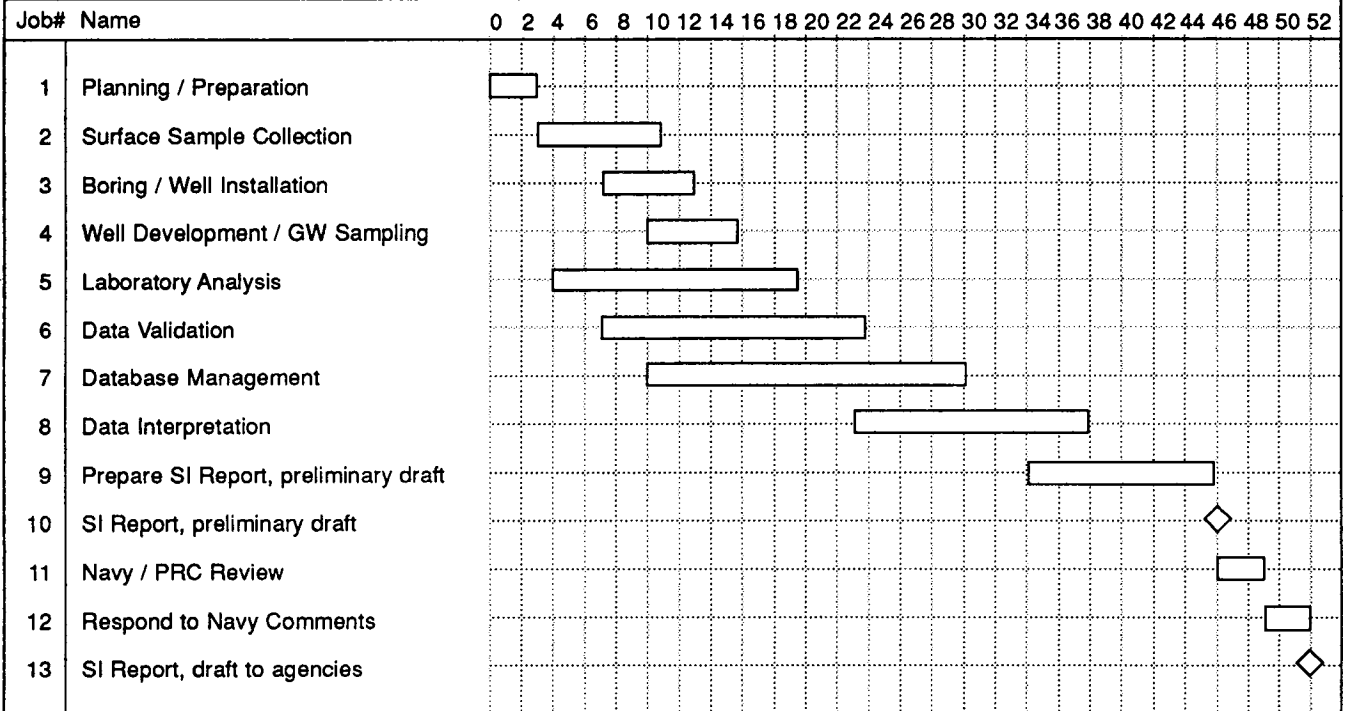 Job# Name 0 2 4 6 8 10 12 14 16 18 20 22 24 26 28 30 32 34 36 38 40 42 44 46 48 50 52
1 Planning / Preparation
2 Surface Sample Collection
3 Boring / Well Installation
4 Well Development / GW Sampling
5 Laboratory Analysis
6 Data Validation
7 Database Management
8 Data Interpretation
9 Prepare SI Report, preliminary draft
10 SI Report, preliminary draft
11 Navy / PRC Review
12 Respond to Navy Comments
13 SI Report, draft to agencies